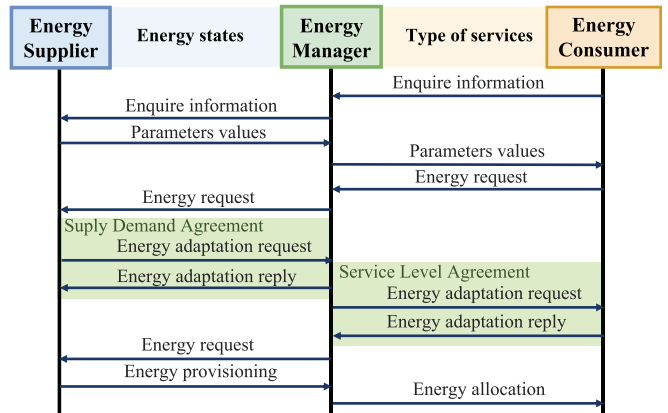 Energy
Supplier
Energy states
Energy
Manager
Type of services
Energy
Consumer
Enquire information
Enquire information
Parameters values
Parameters values
Energy request
Energy request
Suply Demand Agreement
Energy adaptation request
Energy adaptation reply
Service Level Agreement
Energy adaptation request
Energy adaptation reply
Energy request
Energy provisioning
Energy allocation